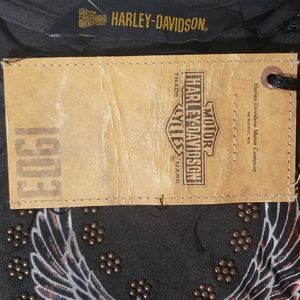 HARLEY-DAVIDSON
1903
MOTOR
HARLEY-DAVIDSON
CYCLES
TRADE MARK
®
Harley-Davidson Motor Company